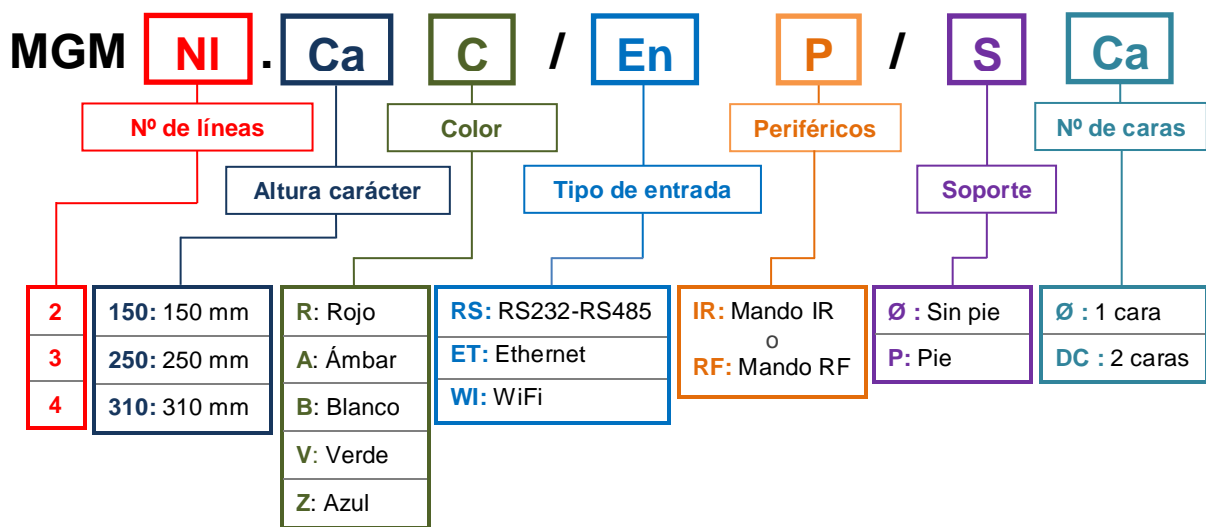 MGM NI . Ca C / En P / S Ca
Nº de líneas
Color
Periféricos
Nº de caras
Altura carácter
Tipo de entrada
Soporte
2
3
4
150: 150 mm
250: 250 mm
310: 310 mm
R: Rojo
A: Ámbar
B: Blanco
V: Verde
Z: Azul
RS: RS232-RS485
ET: Ethernet
WI: WiFi
IR: Mando IR
o
RF: Mando RF
Ø : Sin pie
P: Pie
Ø : 1 cara
DC : 2 caras